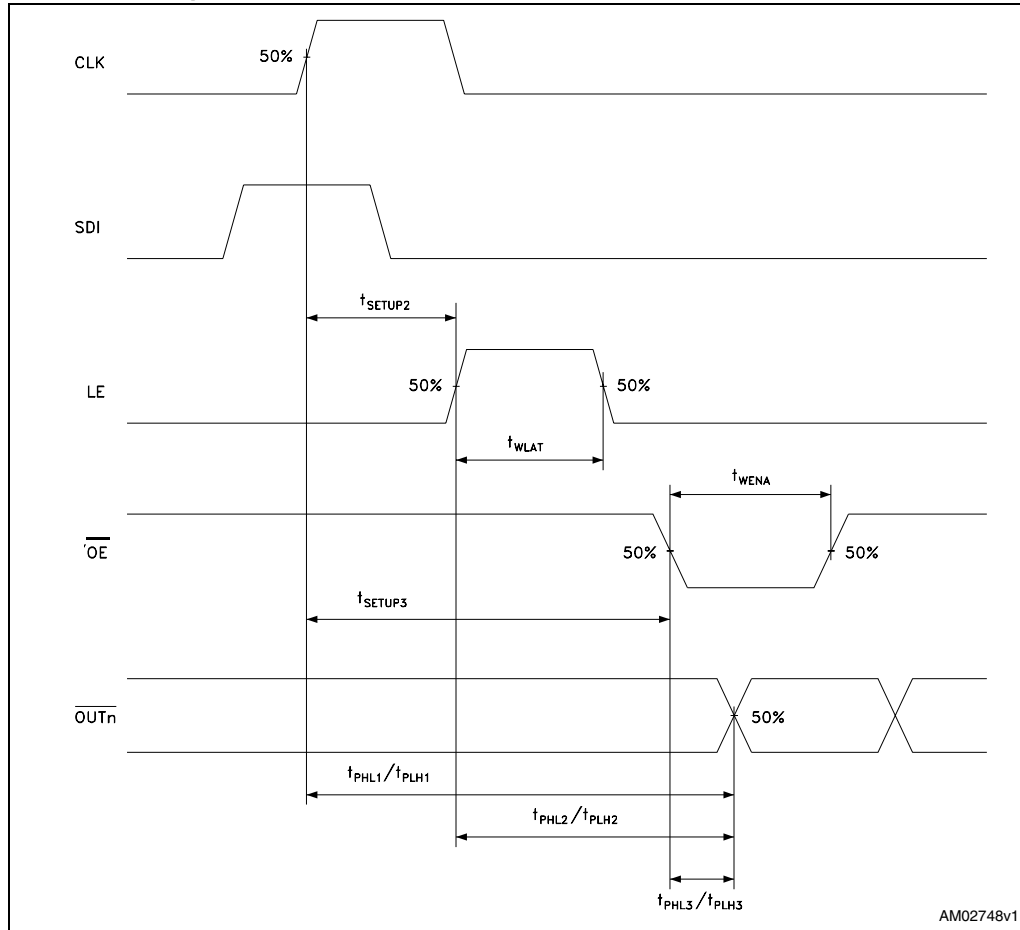 CLK
50%
SDI
tSETUP2
LE
50%
50%
tWLAT
tWENA
OE
50%
50%
tSETUP3
OUTn
50%
tPHL1/tPLH1
tPHL2/tPLH2
tPHL3/tPLH3
AM02748v1